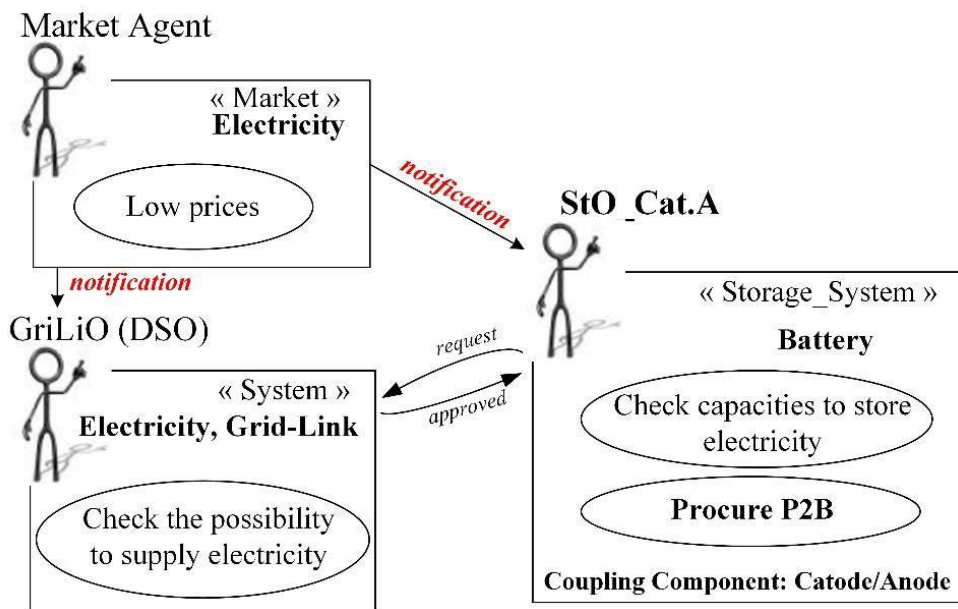 Market Agent
« Market »
Electricity
Low prices
notification
notification
StO _Cat.A
« Storage_System »
Battery
Check capacities to store
electricity
Procure P2B
Coupling Component: Catode/Anode
GriLiO (DSO)
request
approved
« System »
Electricity, Grid-Link
Check the possibility
to supply electricity